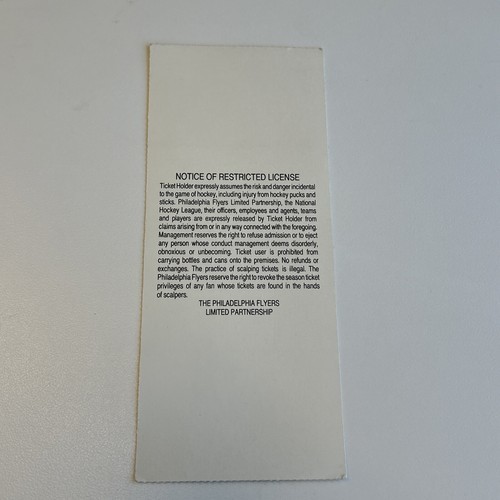 NOTICE OF RESTRICTED LICENSE
Ticket Holder expressly assumes the risk and danger incidental
to the game of hockey, including injury from hockey pucks and
sticks. Philadelphia Flyers Limited Partnership, the National
Hockey League, their officers, employees and agents, teams
and players are expressly released by Ticket Holder from
claims arising from or in any way connected with the foregoing.
Management reserves the right to refuse admission or to eject
any person whose conduct management deems disorderly,
obnoxious or unbecoming. Ticket user is prohibited from
carrying bottles and cans onto the premises. No refunds or
exchanges. The practice of scalping tickets is illegal. The
Philadelphia Flyers reserve the right to revoke the season ticket
privileges of any fan whose tickets are found in the hands
of scalpers.
THE PHILADELPHIA FLYERS
LIMITED PARTNERSHIP